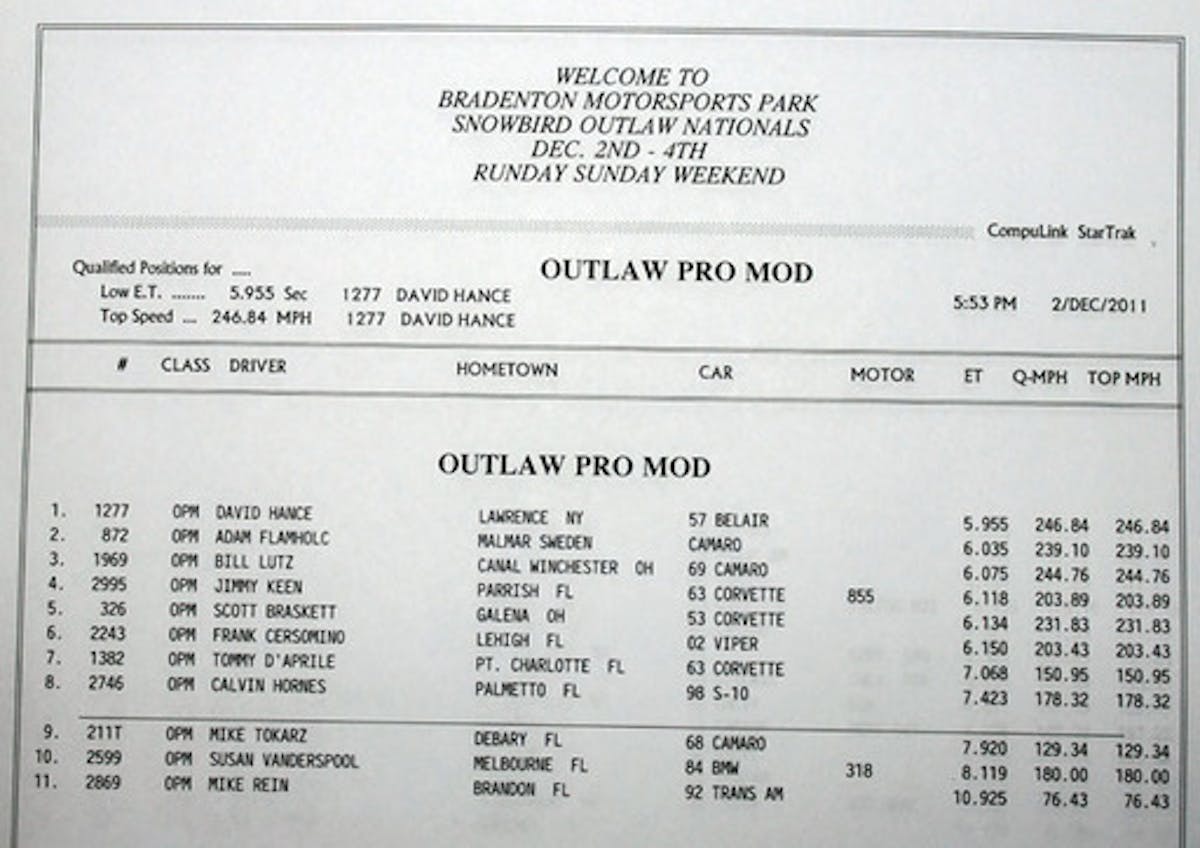 WELCOME TO
BRADENTON MOTORSPORTS PARK
SNOWBIRD OUTLAW NATIONALS
DEC. 2ND - 4TH
RUNDAY SUNDAY WEEKEND
CompuLink StarTrak
Qualified Positions for ....
OUTLAW PRO MOD
Low E.T. ....... 5.955 Sec 1277 DAVID HANCE
5:53 PM 2/DEC/2011
Top Speed ... 246.84 MPH 1277 DAVID HANCE
# CLASS DRIVER HOMETOWN CAR MOTOR ET Q-MPH TOP MPH
OUTLAW PRO MOD
1. 1277 OPM DAVID HANCE LAWRENCE NY 57 BELAIR 5.955 246.84 246.84
2. 872 OPM ADAM FLAMHOLC MALMAR SWEDEN CAMARO 6.035 239.10 239.10
3. 1969 OPM BILL LUTZ CANAL WINCHESTER OH 69 CAMARO 6.075 244.76 244.76
4. 2995 OPM JIMMY KEEN PARRISH FL 63 CORVETTE 855 6.118 203.89 203.89
5. 326 OPM SCOTT BRASKETT GALENA OH 53 CORVETTE 6.134 231.83 231.83
6. 2243 OPM FRANK CERSOMINO LEHIGH FL 02 VIPER 6.150 203.43 203.43
7. 1382 OPM TOMMY D'APRILE PT. CHARLOTTE FL 63 CORVETTE 7.068 150.95 150.95
8. 2746 OPM CALVIN HORNES PALMETTO FL 98 S-10 7.423 178.32 178.32
9. 211T OPM MIKE TOKARZ DEBARY FL 68 CAMARO 7.920 129.34 129.34
10. 2599 OPM SUSAN VANDERSPOOL MELBOURNE FL 84 BMW 318 8.119 180.00 180.00
11. 2869 OPM MIKE REIN BRANDON FL 92 TRANS AM 10.925 76.43 76.43